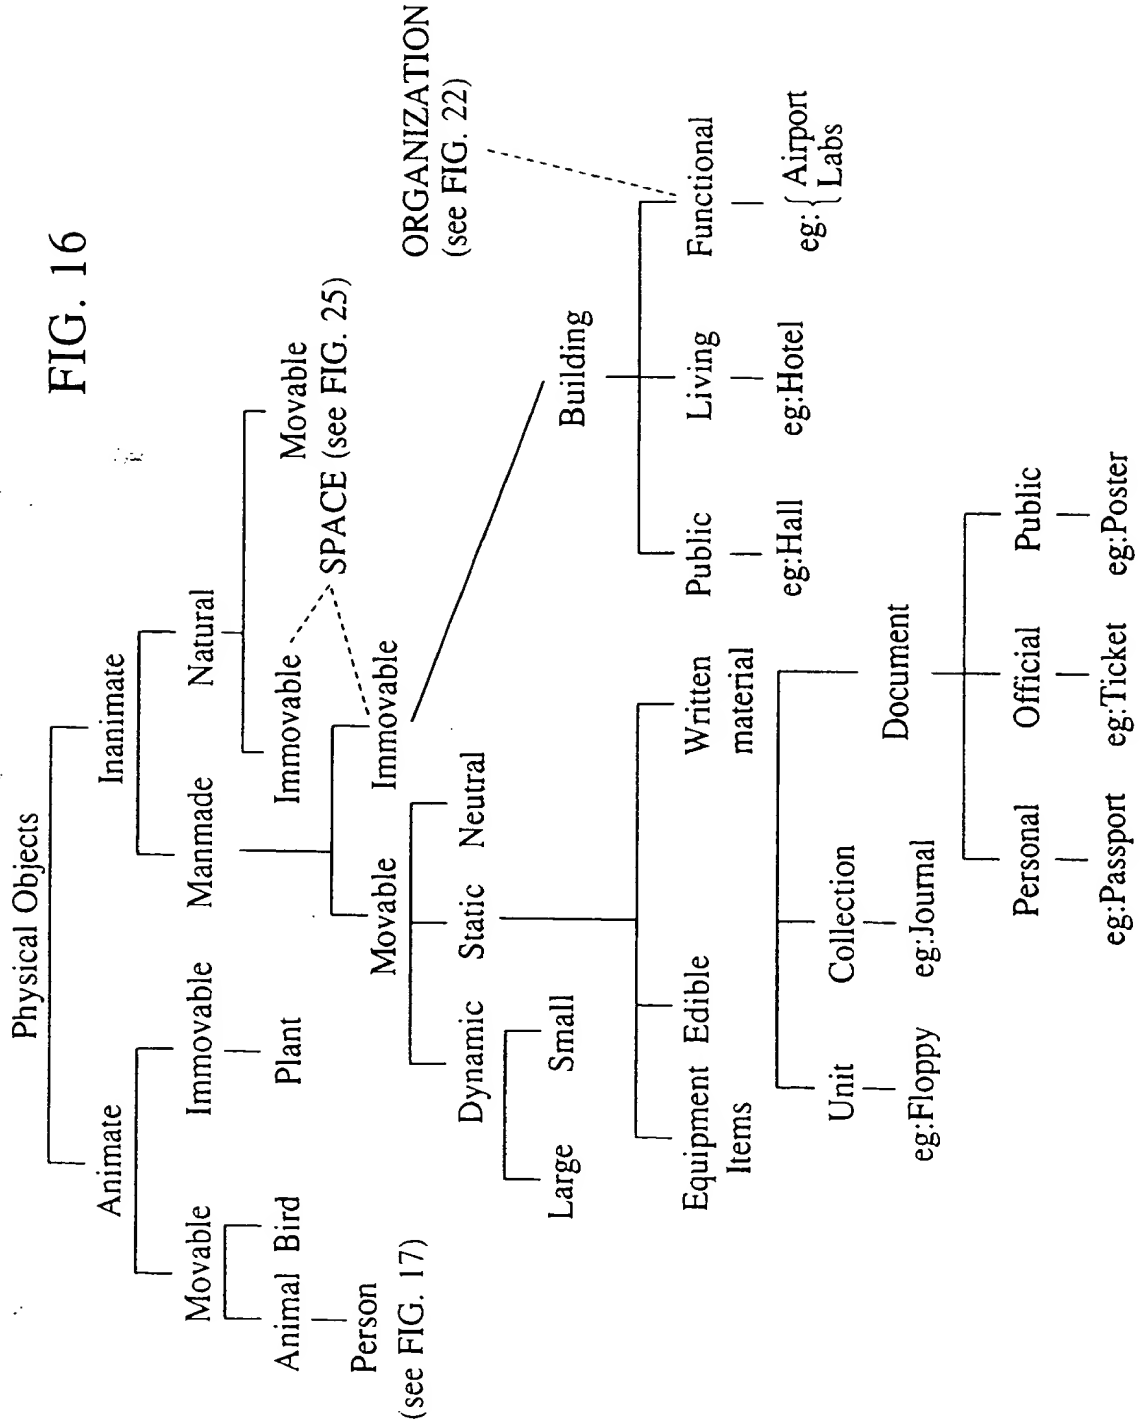 FIG. 16
Physical Objects
Animate
Inanimate
Movable
Immovable
Manmade
Natural
Animal
Bird
Plant
Immovable
Movable
Person
(see FIG. 17)
SPACE (see FIG. 25)
Movable
Immovable
ORGANIZATION
(see FIG. 22)
Dynamic
Static
Neutral
Large
Small
Building
Equipment
Items
Edible
Written
material
Public
Living
Functional
eg:Hall
eg:Hotel
eg:{ Airport
Labs
Unit
Collection
Document
eg:Floppy
eg:Journal
Personal
Official
Public
eg:Passport
eg:Ticket
eg:Poster